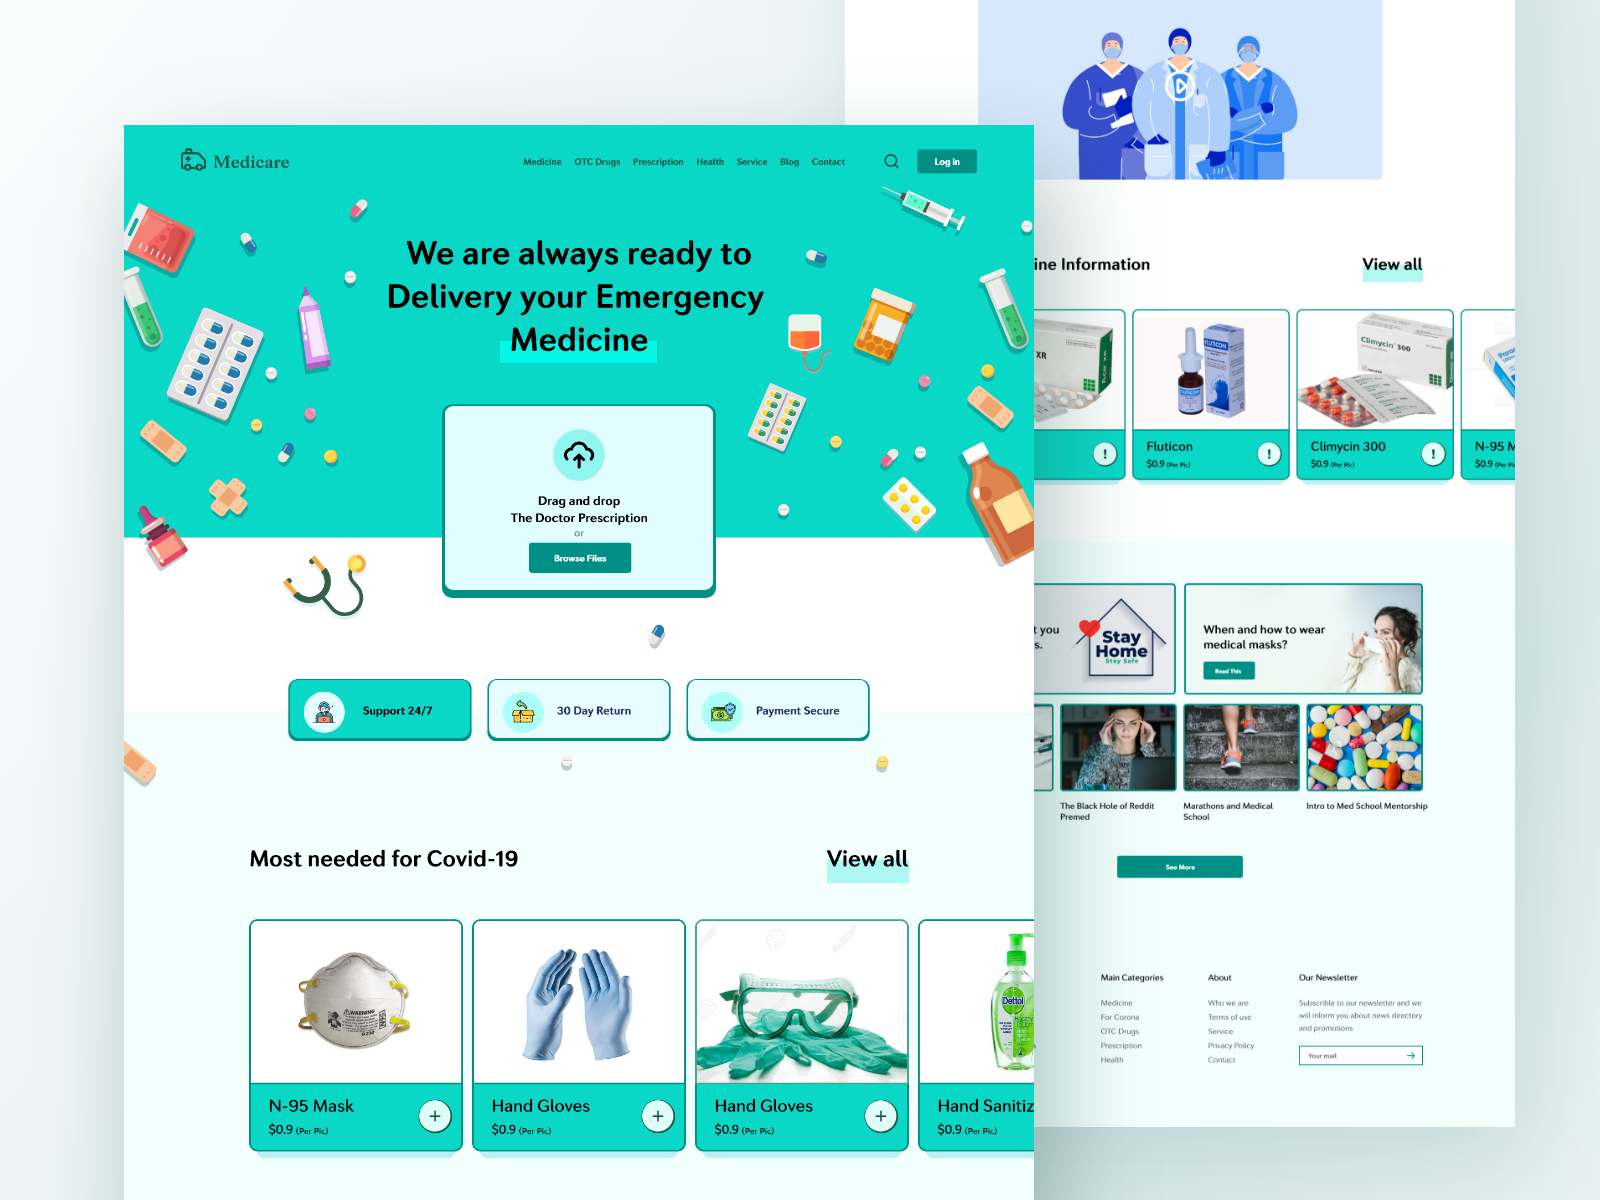 Medicare
Medicine OTC Drugs Prescription Health Service Blog Contact
Log in
We are always ready to
Delivery your Emergency
Medicine
Drag and drop
The Doctor Prescription
or
Browse Files
Support 24/7
30 Day Return
Payment Secure
Most needed for Covid-19
View all
WARNING
Dettol
N-95 Mask
$0.9 (Per Pic)
Hand Gloves
$0.9 (Per Pic)
Hand Gloves
$0.9 (Per Pic)
Hand Sanitiz
$0.9 (Per Pic)
ine Information
View all
XR
FLUTICON
Climycin 300
Fluticon
$0.9 (Per Pic)
Climycin 300
$0.9 (Per Pic)
N-95 M
$0.9 (Per Pi
t you
s.
Stay
Home
Stay Safe
When and how to wear
medical masks?
Read This
The Black Hole of Reddit
Premed
Marathons and Medical
School
Intro to Med School Mentorship
See More
Main Categories
Medicine
For Corona
OTC Drugs
Prescription
Health
About
Who we are
Terms of use
Service
Privacy Policy
Contact
Our Newsletter
Subscrible to our newsletter and we
will inform you about news directory
and promotions
Your mail